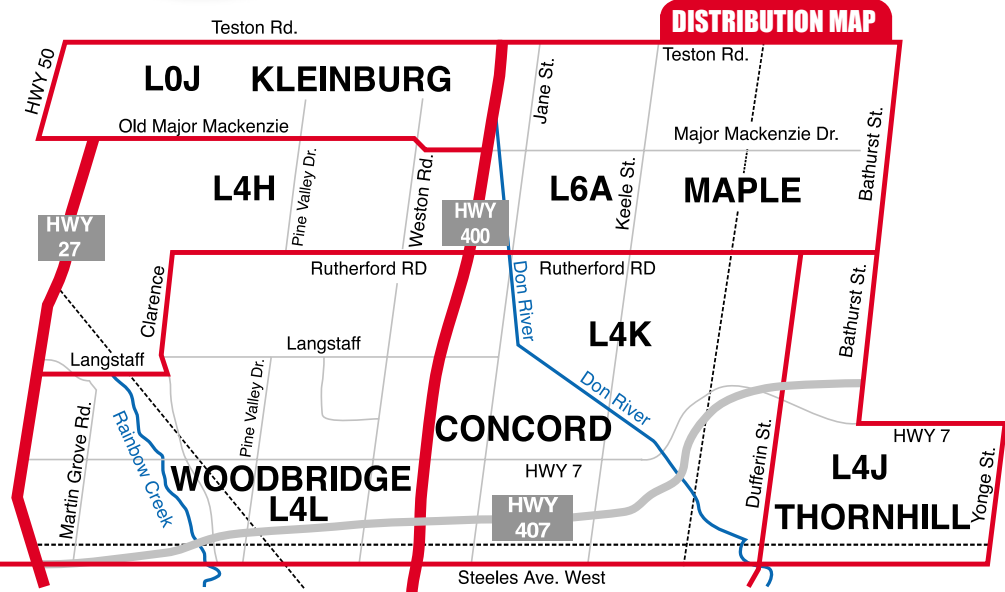 DISTRIBUTION MAP
Teston Rd.
Teston Rd.
HWY 50
L0J KLEINBURG
Jane St.
Old Major Mackenzie
Major Mackenzie Dr.
Bathurst St.
Pine Valley Dr.
Weston Rd.
L4H
L6A
Keele St.
MAPLE
HWY
27
HWY
400
Rutherford RD
Rutherford RD
Clarence
Don River
Bathurst St.
L4K
Langstaff
Langstaff
Pine Valley Dr.
Don River
Martin Grove Rd.
Rainbow Creek
CONCORD
HWY 7
HWY 7
Dufferin St.
L4J
Yonge St.
WOODBRIDGE
L4L
HWY
407
THORNHILL
Steeles Ave. West